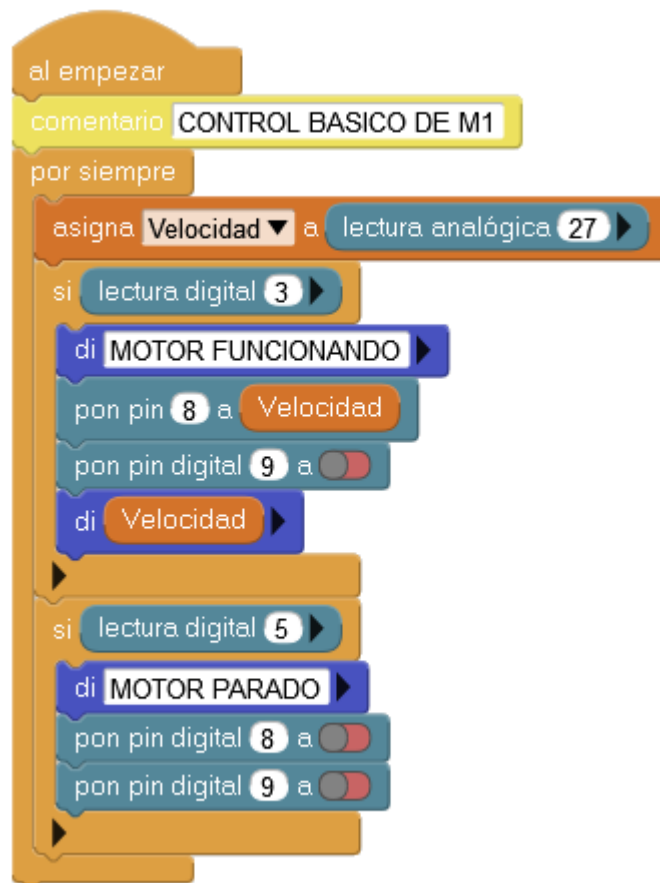 al empezar
comentario CONTROL BASICO DE M1
por siempre
asigna Velocidad a lectura analógica 27
si lectura digital 3
di MOTOR FUNCIONANDO
pon pin 8 a Velocidad
pon pin digital 9 a
di Velocidad
si lectura digital 5
di MOTOR PARADO
pon pin digital 8 a
pon pin digital 9 a